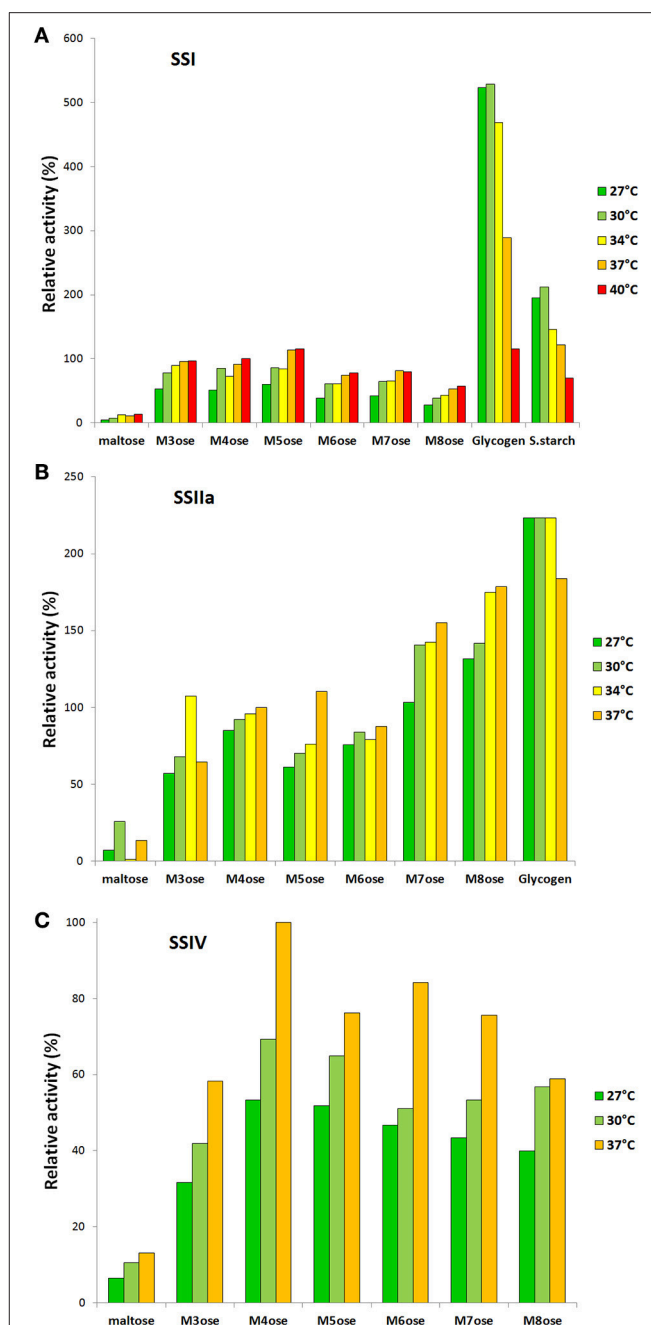 A
SSI
Relative activity (%)
600
500
400
300
200
100
0
maltose M3ose M4ose M5ose M6ose M7ose M8ose Glycogen S.starch
27°C
30°C
34°C
37°C
40°C
B
SSIIa
Relative activity (%)
250
200
150
100
50
0
maltose M3ose M4ose M5ose M6ose M7ose M8ose Glycogen
27°C
30°C
34°C
37°C
C
SSIV
Relative activity (%)
100
80
60
40
20
0
maltose M3ose M4ose M5ose M6ose M7ose M8ose
27°C
30°C
37°C